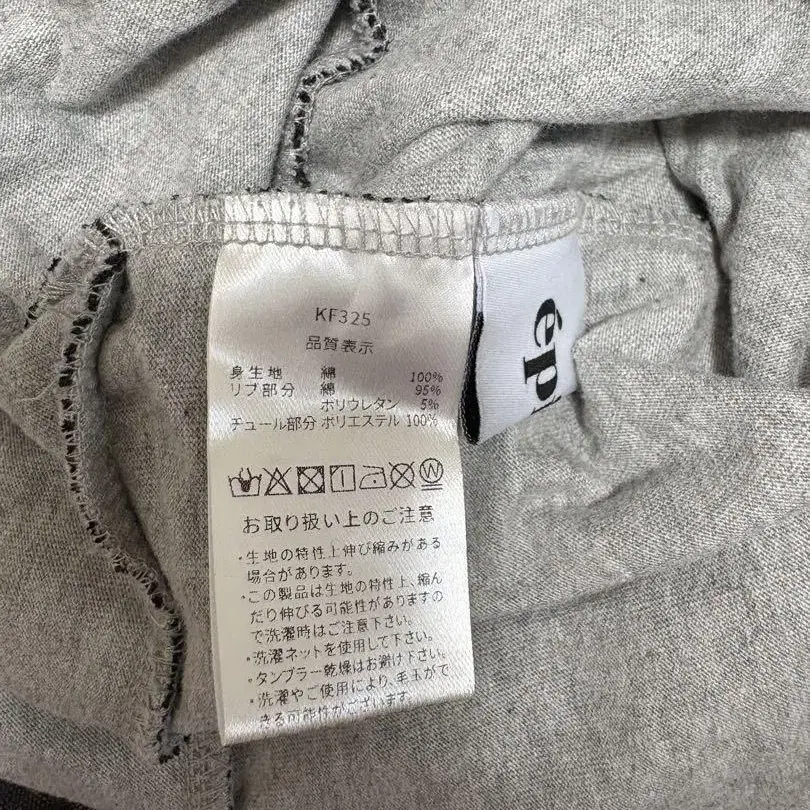 KF325
品質表示
身生地 綿 100%
リブ部分 綿 95%
ポリウレタン 5%
チュール部分 ポリエステル 100%
お取り扱い上のご注意
・生地の特性上伸び縮みがある
場合があります。
・この製品は生地の特性上、縮ん
だり伸びる可能性がありますの
で洗濯時はご注意下さい。
・洗濯ネットを使用して下さい。
・タンブラー乾燥はお避け下さい。
・洗濯やご使用により、毛玉がで
きる可能性がございます。
ép